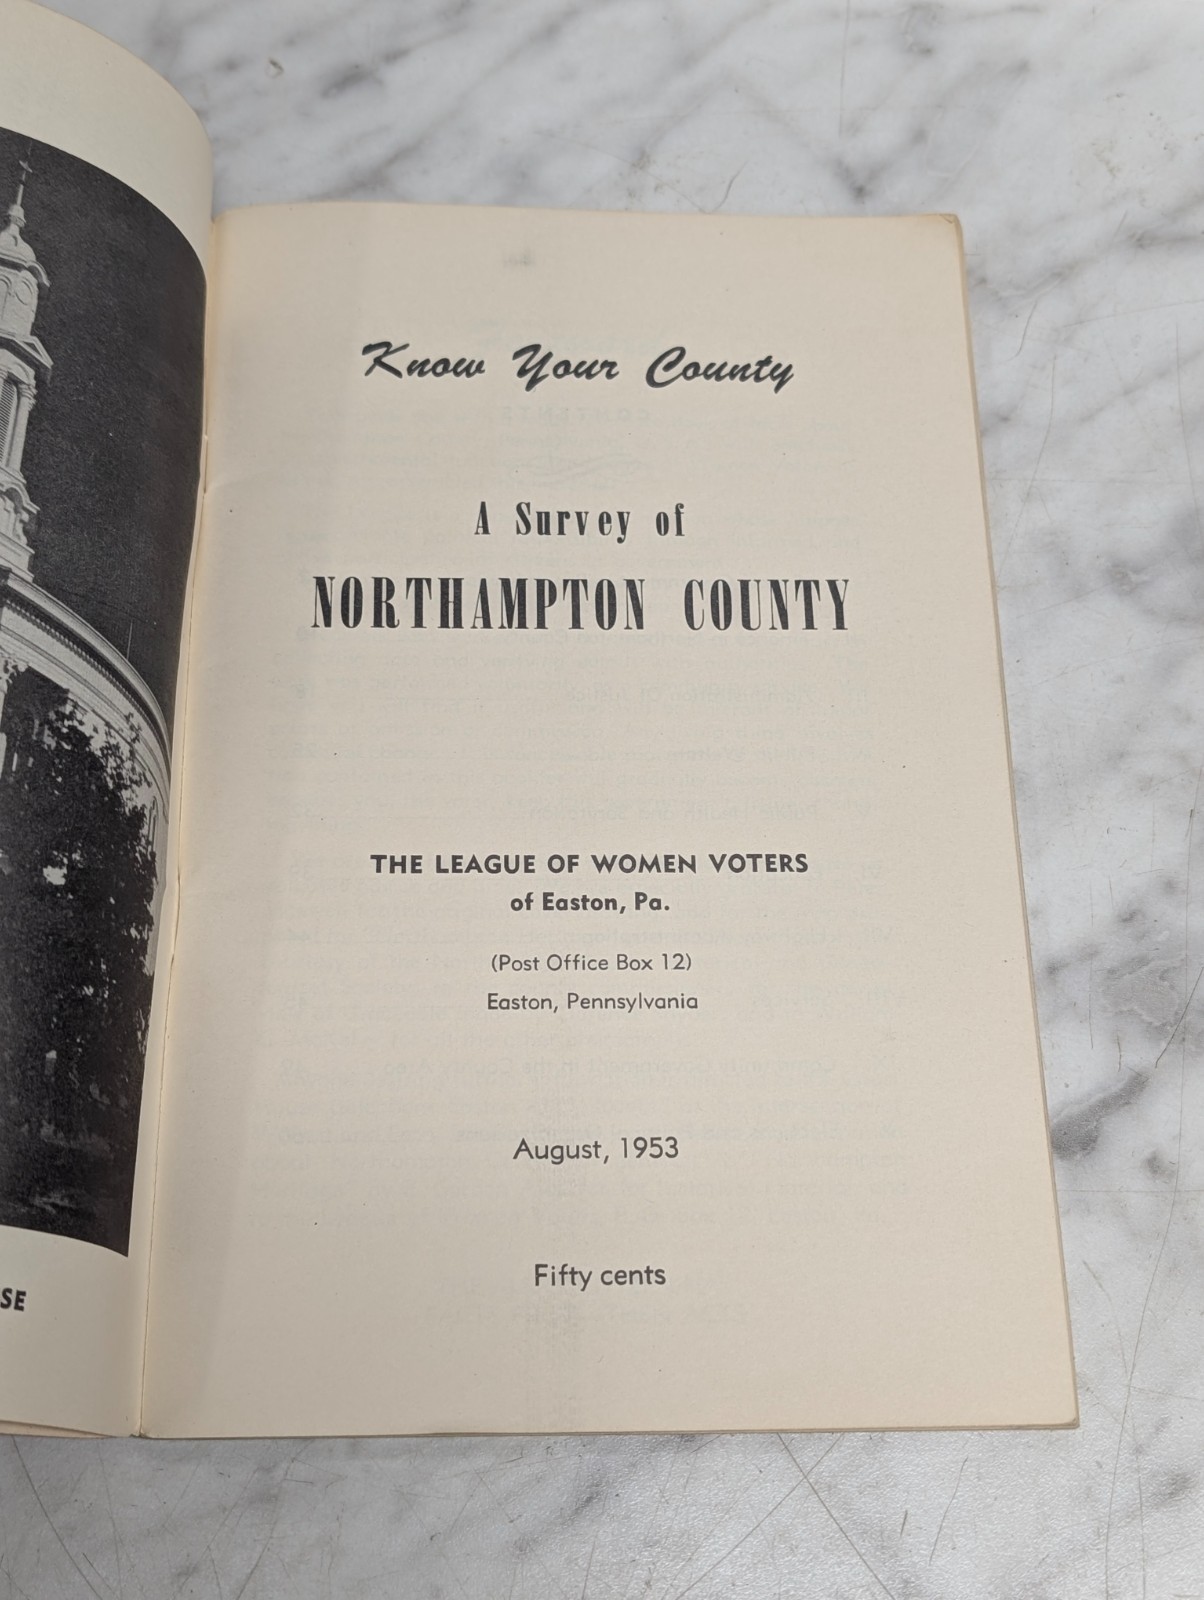 Know Your County
A Survey of
NORTHAMPTON COUNTY
THE LEAGUE OF WOMEN VOTERS
of Easton, Pa.
(Post Office Box 12)
Easton, Pennsylvania
August, 1953
Fifty cents
SE